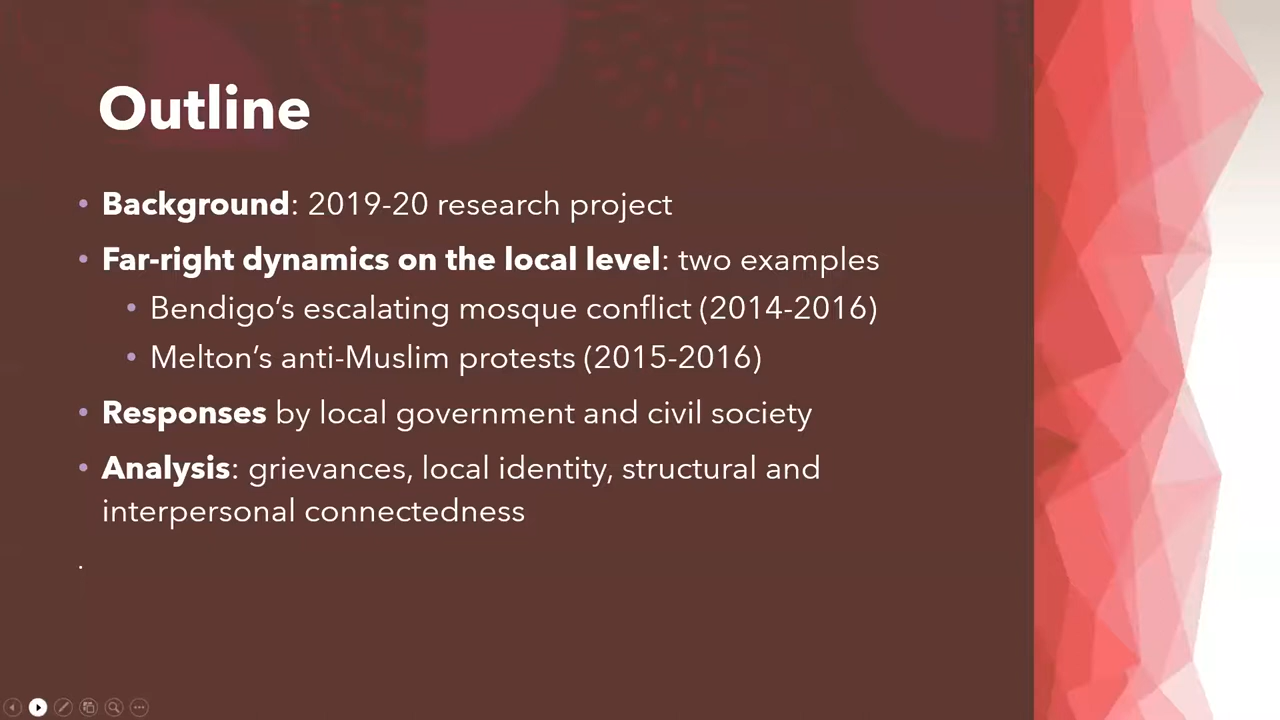 Outline
• Background: 2019-20 research project
• Far-right dynamics on the local level: two examples
• Bendigo’s escalating mosque conflict (2014-2016)
• Melton’s anti-Muslim protests (2015-2016)
• Responses by local government and civil society
• Analysis: grievances, local identity, structural and
interpersonal connectedness
.